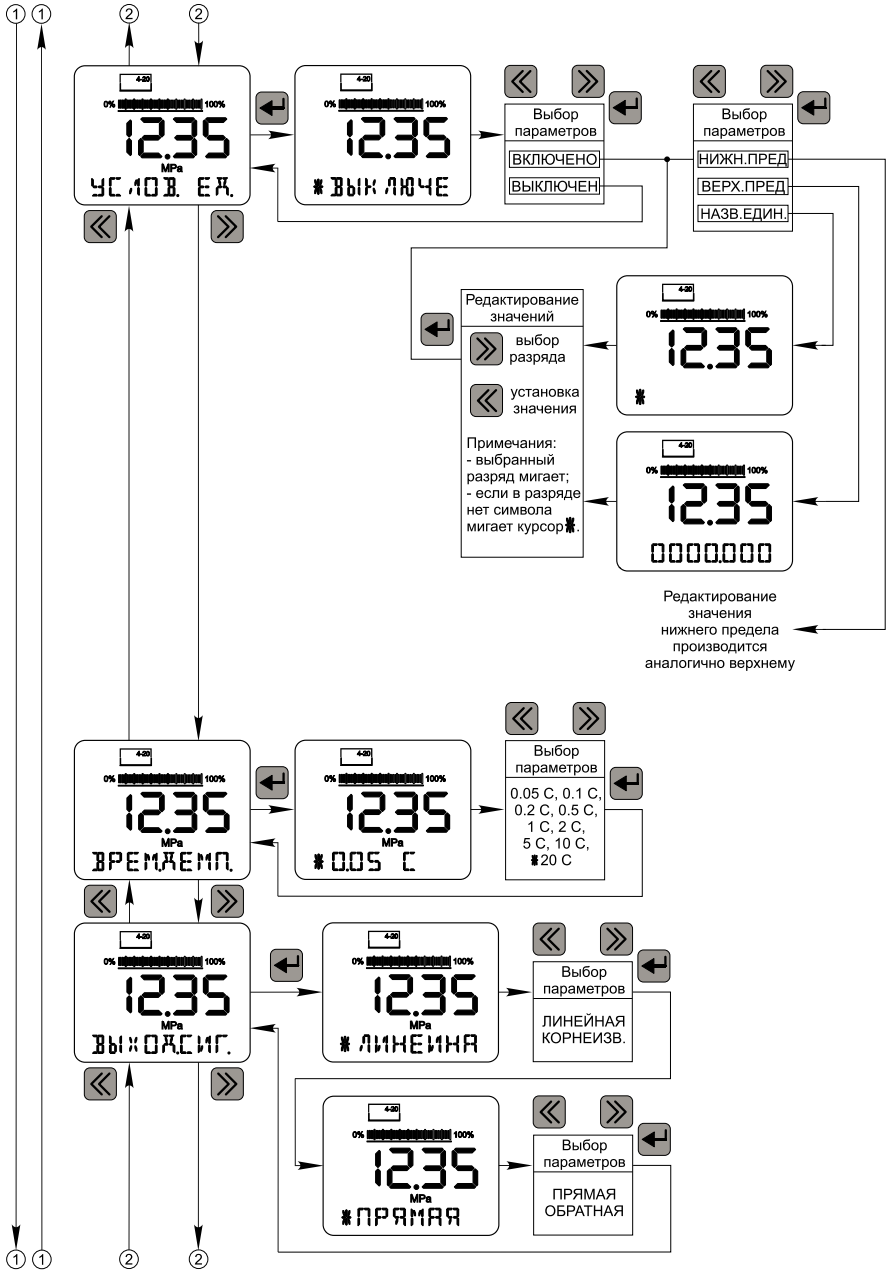 1 1 2 2
4-20
0% 100%
12.35
MPa
УСЛОВ. ЕД.
4-20
0% 100%
12.35
*ВЫКЛЮЧЕ
Выбор
параметров
ВКЛЮЧЕНО
ВЫКЛЮЧЕН
Выбор
параметров
НИЖН.ПРЕД
ВЕРХ.ПРЕД
НАЗВ.ЕДИН.
Редактирование
значений
выбор
разряда
установка
значения
Примечания:
- выбранный
разряд мигает;
- если в разряде
нет символа
мигает курсор*.
4-20
0% 100%
12.35
*
4-20
0% 100%
12.35
0000.000
Редактирование
значения
нижнего предела
производится
аналогично верхнему
4-20
0% 100%
12.35
MPa
ВРЕМ.ДЕМП.
4-20
0% 100%
12.35
MPa
*0.05 С
Выбор
параметров
0.05 С, 0.1 С,
0.2 С, 0.5 С,
1 С, 2 С,
5 С, 10 С,
*20 С
4-20
0% 100%
12.35
MPa
ВЫХОД.СИГ.
4-20
0% 100%
12.35
MPa
*ЛИНЕИНА
Выбор
параметров
ЛИНЕЙНАЯ
КОРНЕИЗВ.
4-20
0% 100%
12.35
MPa
*ПРЯМАЯ
Выбор
параметров
ПРЯМАЯ
ОБРАТНАЯ
1 1 2 2